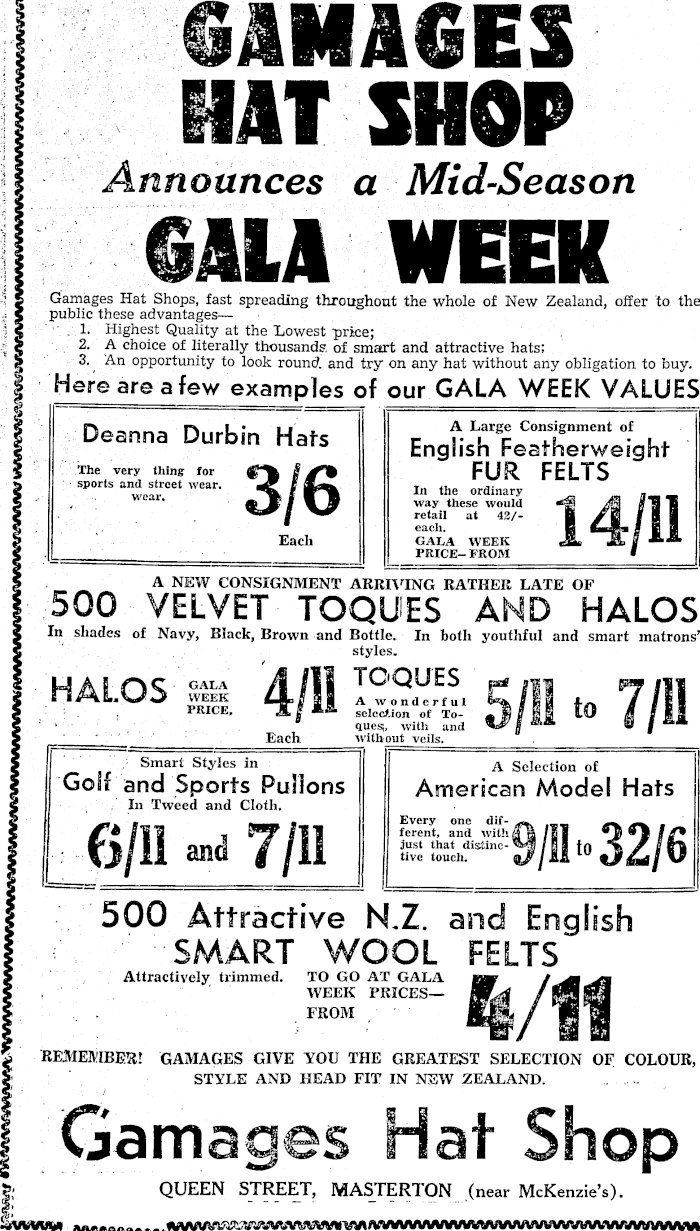 GAMAGES
HAT SHOP
Announces a Mid-Season
GALA WEEK
Gamages Hat Shops, fast spreading throughout the whole of New Zealand, offer to the
public these advantages—
1. Highest Quality at the Lowest price;
2. A choice of literally thousands of smart and attractive hats;
3. An opportunity to look round, and try on any hat without any obligation to buy.
Here are a few examples of our GALA WEEK VALUES
Deanna Durbin Hats
The very thing for
sports and street wear.
wear.
3/6
Each
A Large Consignment of
English Featherweight
FUR FELTS
In the ordinary
way these would
retail at 42/-
each.
GALA WEEK
PRICE—FROM
14/11
A NEW CONSIGNMENT ARRIVING RATHER LATE OF
500 VELVET TOQUES AND HALOS
In shades of Navy, Black, Brown and Bottle. In both youthful and smart matrons'
styles.
HALOS
GALA
WEEK
PRICE.
4/11
Each
TOQUES
A wonderful
selection of To-
ques, with and
without veils.
5/11 to 7/11
Smart Styles in
Golf and Sports Pullons
In Tweed and Cloth.
6/11 and 7/11
A Selection of
American Model Hats
Every one dif-
ferent, and with
just that distinc-
tive touch.
9/11 to 32/6
500 Attractive N.Z. and English
SMART WOOL FELTS
Attractively trimmed.
TO GO AT GALA
WEEK PRICES—
FROM
4/11
REMEMBER! GAMAGES GIVE YOU THE GREATEST SELECTION OF COLOUR,
STYLE AND HEAD FIT IN NEW ZEALAND.
Gamages Hat Shop
QUEEN STREET, MASTERTON (near McKenzie's).